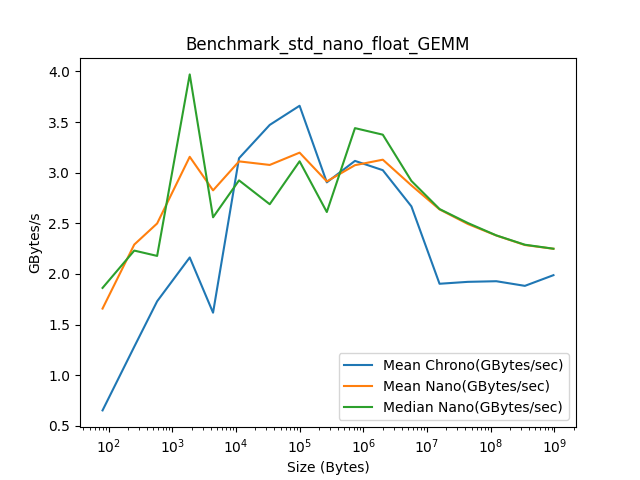 Benchmark_std_nano_float_GEMM
GBytes/s
4.0
3.5
3.0
2.5
2.0
1.5
1.0
0.5
Mean Chrono(GBytes/sec)
Mean Nano(GBytes/sec)
Median Nano(GBytes/sec)
10² 10³ 10⁴ 10⁵ 10⁶ 10⁷ 10⁸ 10⁹
Size (Bytes)